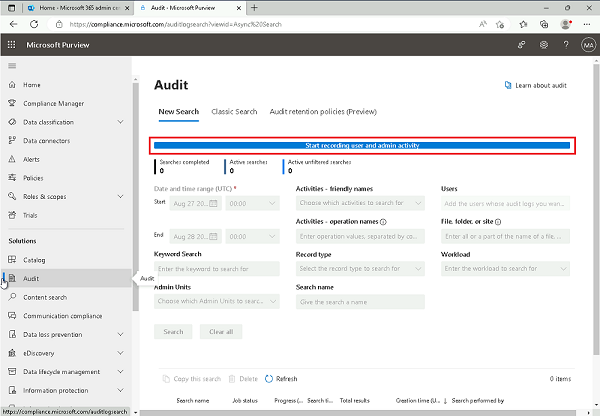 Home - Microsoft 365 admin cen
Audit - Microsoft Purview
https://compliance.microsoft.com/auditlogsearch?viewid=Async%20Search
Microsoft Purview
MA
Home
Compliance Manager
Data classification
Data connectors
Alerts
Policies
Roles & scopes
Trials
Solutions
Catalog
Audit
Audit
Content search
Communication compliance
Data loss prevention
eDiscovery
Data lifecycle management
Information protection
https://compliance.microsoft.com/auditlogsearch
Audit
Learn about audit
New Search
Classic Search
Audit retention policies (Preview)
Start recording user and admin activity
Searches completed
0
Active searches
0
Active unfiltered searches
0
Date and time range (UTC) *
Start
Aug 27 20...
00:00
End
Aug 28 20...
00:00
Keyword Search
Enter the keyword to search for
Admin Units
Choose which Admin Units to searc...
Activities - friendly names
Choose which activities to search for
Activities - operation names
Enter operation values, separated by co...
Record type
Select the record type to search for
Search name
Give the search a name
Users
Add the users whose audit logs you wan...
File, folder, or site
Enter all or a part of the name of a file, ...
Workload
Enter the workload to search for
Search
Clear all
Copy this search
Delete
Refresh
0 items
Search name
Job status
Progress (...
Search ti...
Total results
Creation time (U...
Search performed by